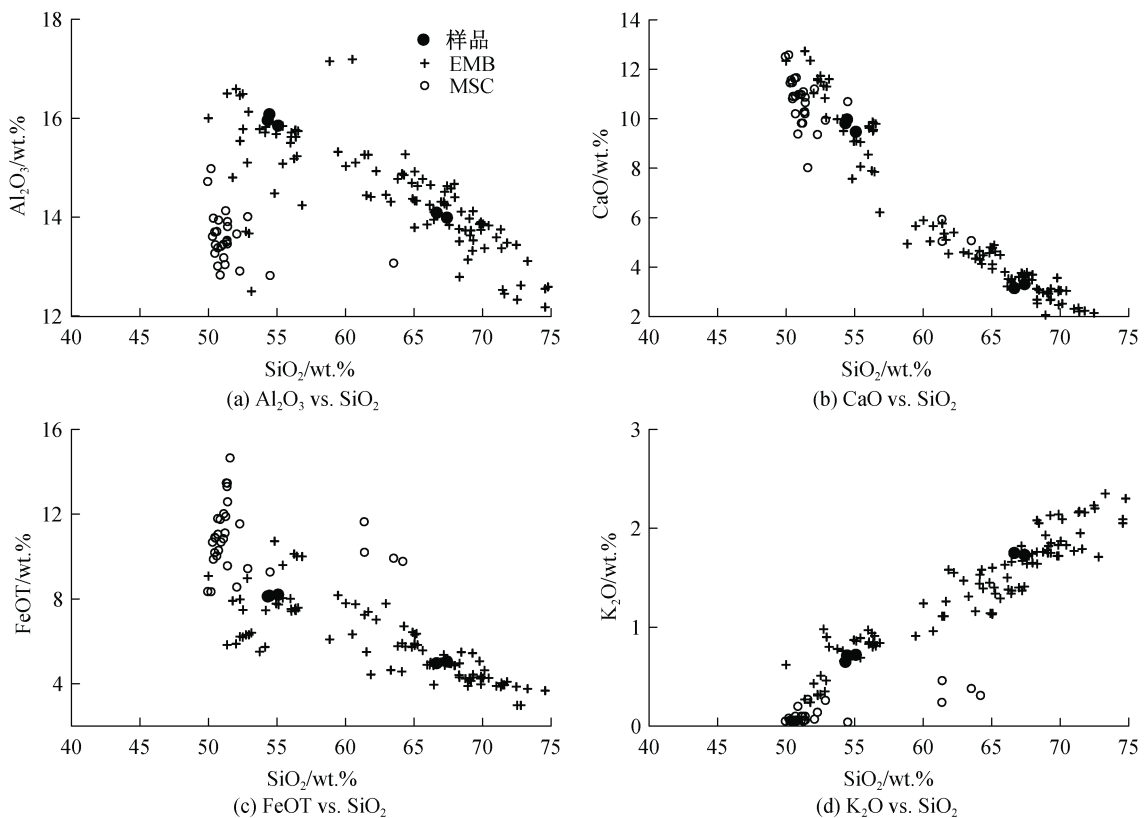 18
16
14
12
Al₂O₃/wt.%
40 45 50 55 60 65 70 75
SiO₂/wt.%
(a) Al₂O₃ vs. SiO₂
样品
EMB
MSC
14
12
10
8
6
4
2
CaO/wt.%
40 45 50 55 60 65 70 75
SiO₂/wt.%
(b) CaO vs. SiO₂
16
12
8
4
FeOT/wt.%
40 45 50 55 60 65 70 75
SiO₂/wt.%
(c) FeOT vs. SiO₂
3
2
1
0
K₂O/wt.%
40 45 50 55 60 65 70 75
SiO₂/wt.%
(d) K₂O vs. SiO₂